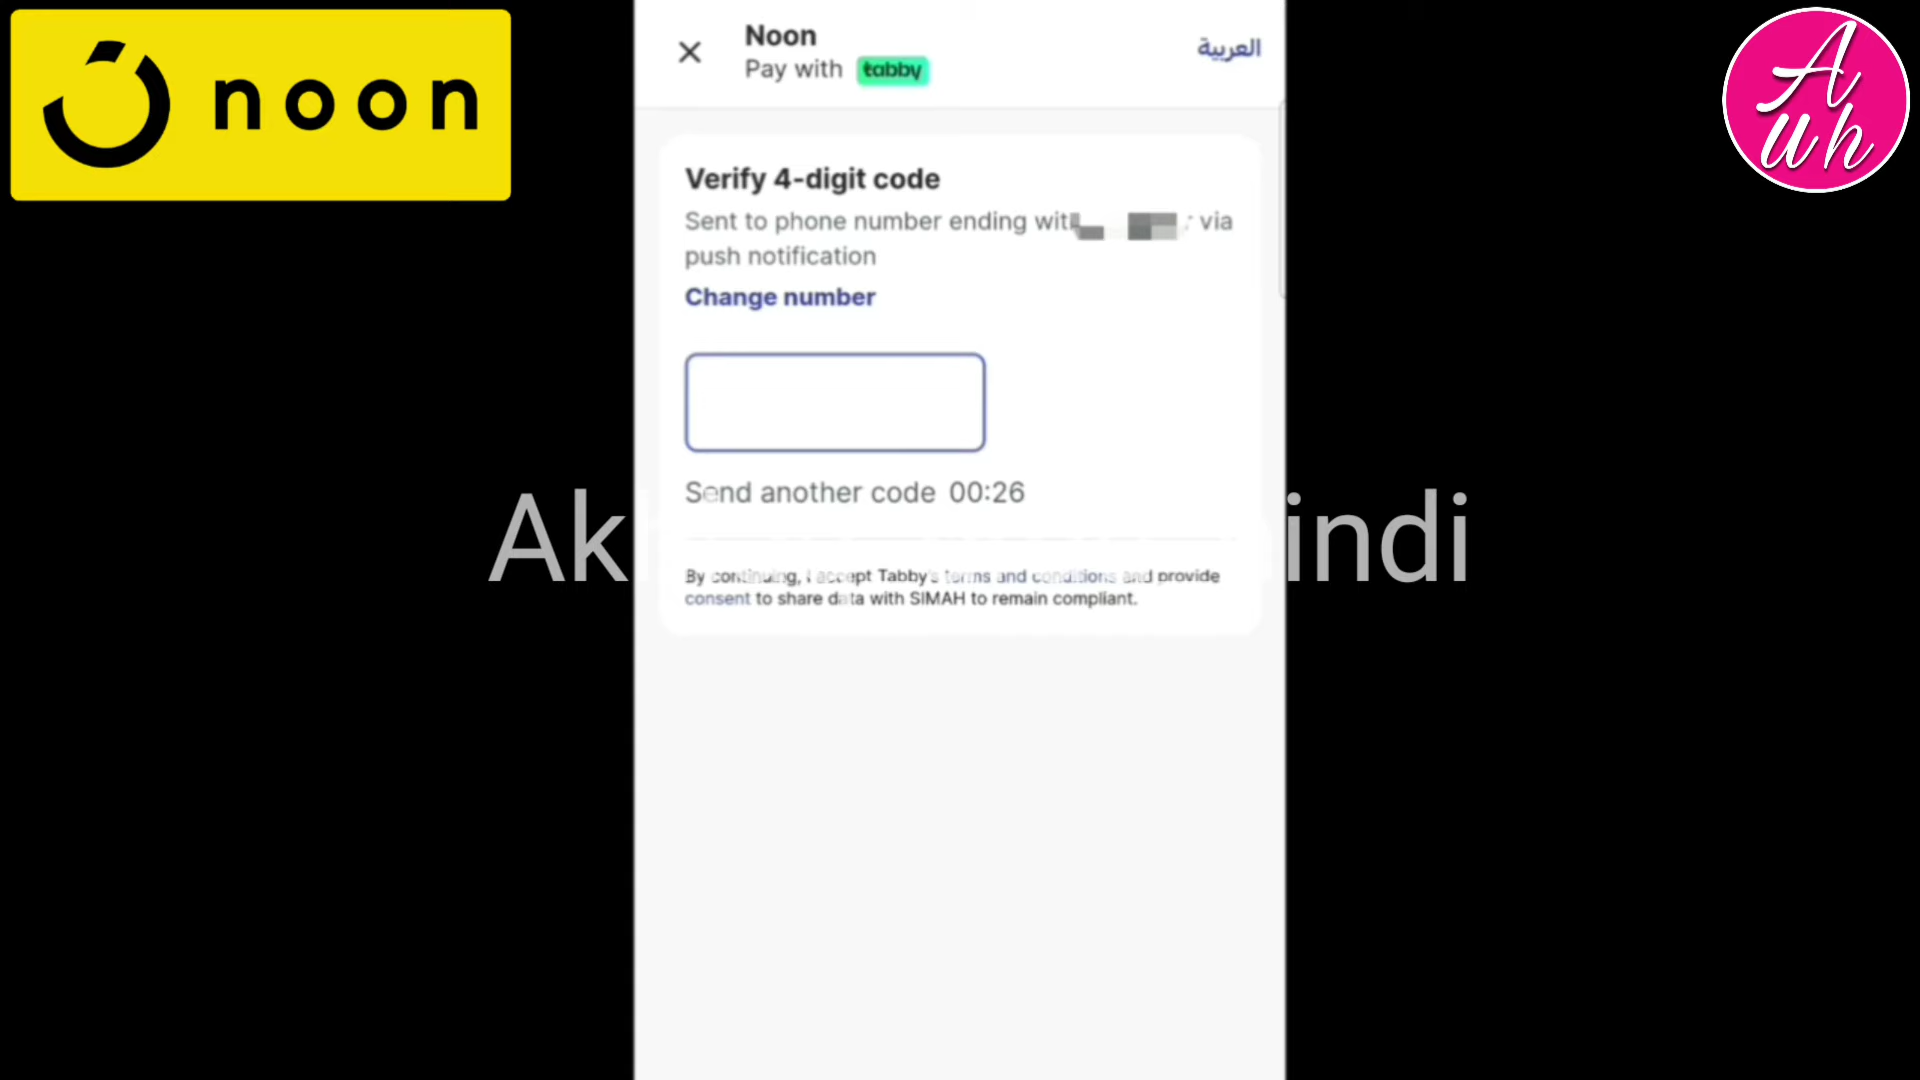 noon
Noon
Pay with tabby
العربية
A
uh
Verify 4-digit code
Sent to phone number ending with via
push notification
Change number
Send another code 00:26
Ak indi
By continuing, I accept Tabby's terms and conditions and provide
consent to share data with SIMAH to remain compliant.